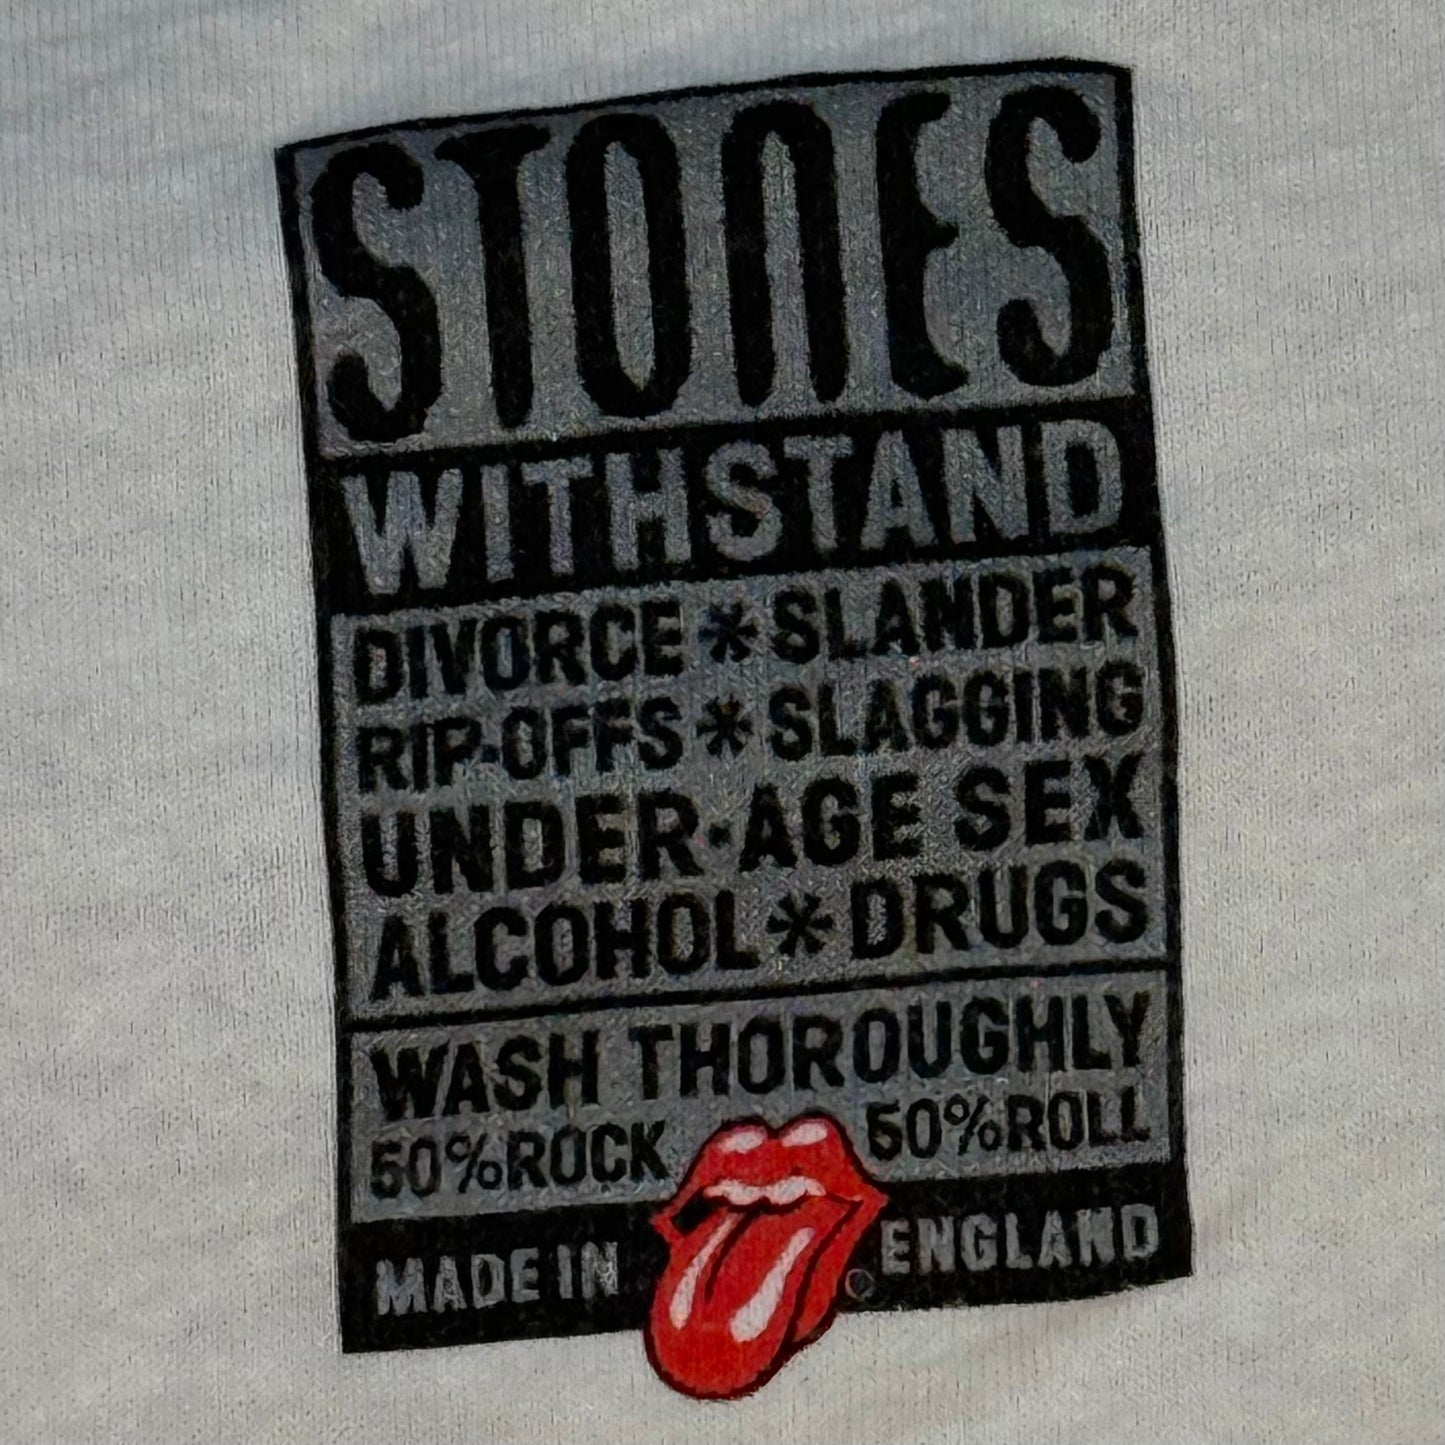 STONES
WITHSTAND
DIVORCE * SLANDER
RIP-OFFS * SLAGGING
UNDER-AGE SEX
ALCOHOL * DRUGS
WASH THOROUGHLY
50% ROCK 50% ROLL
MADE IN ENGLAND